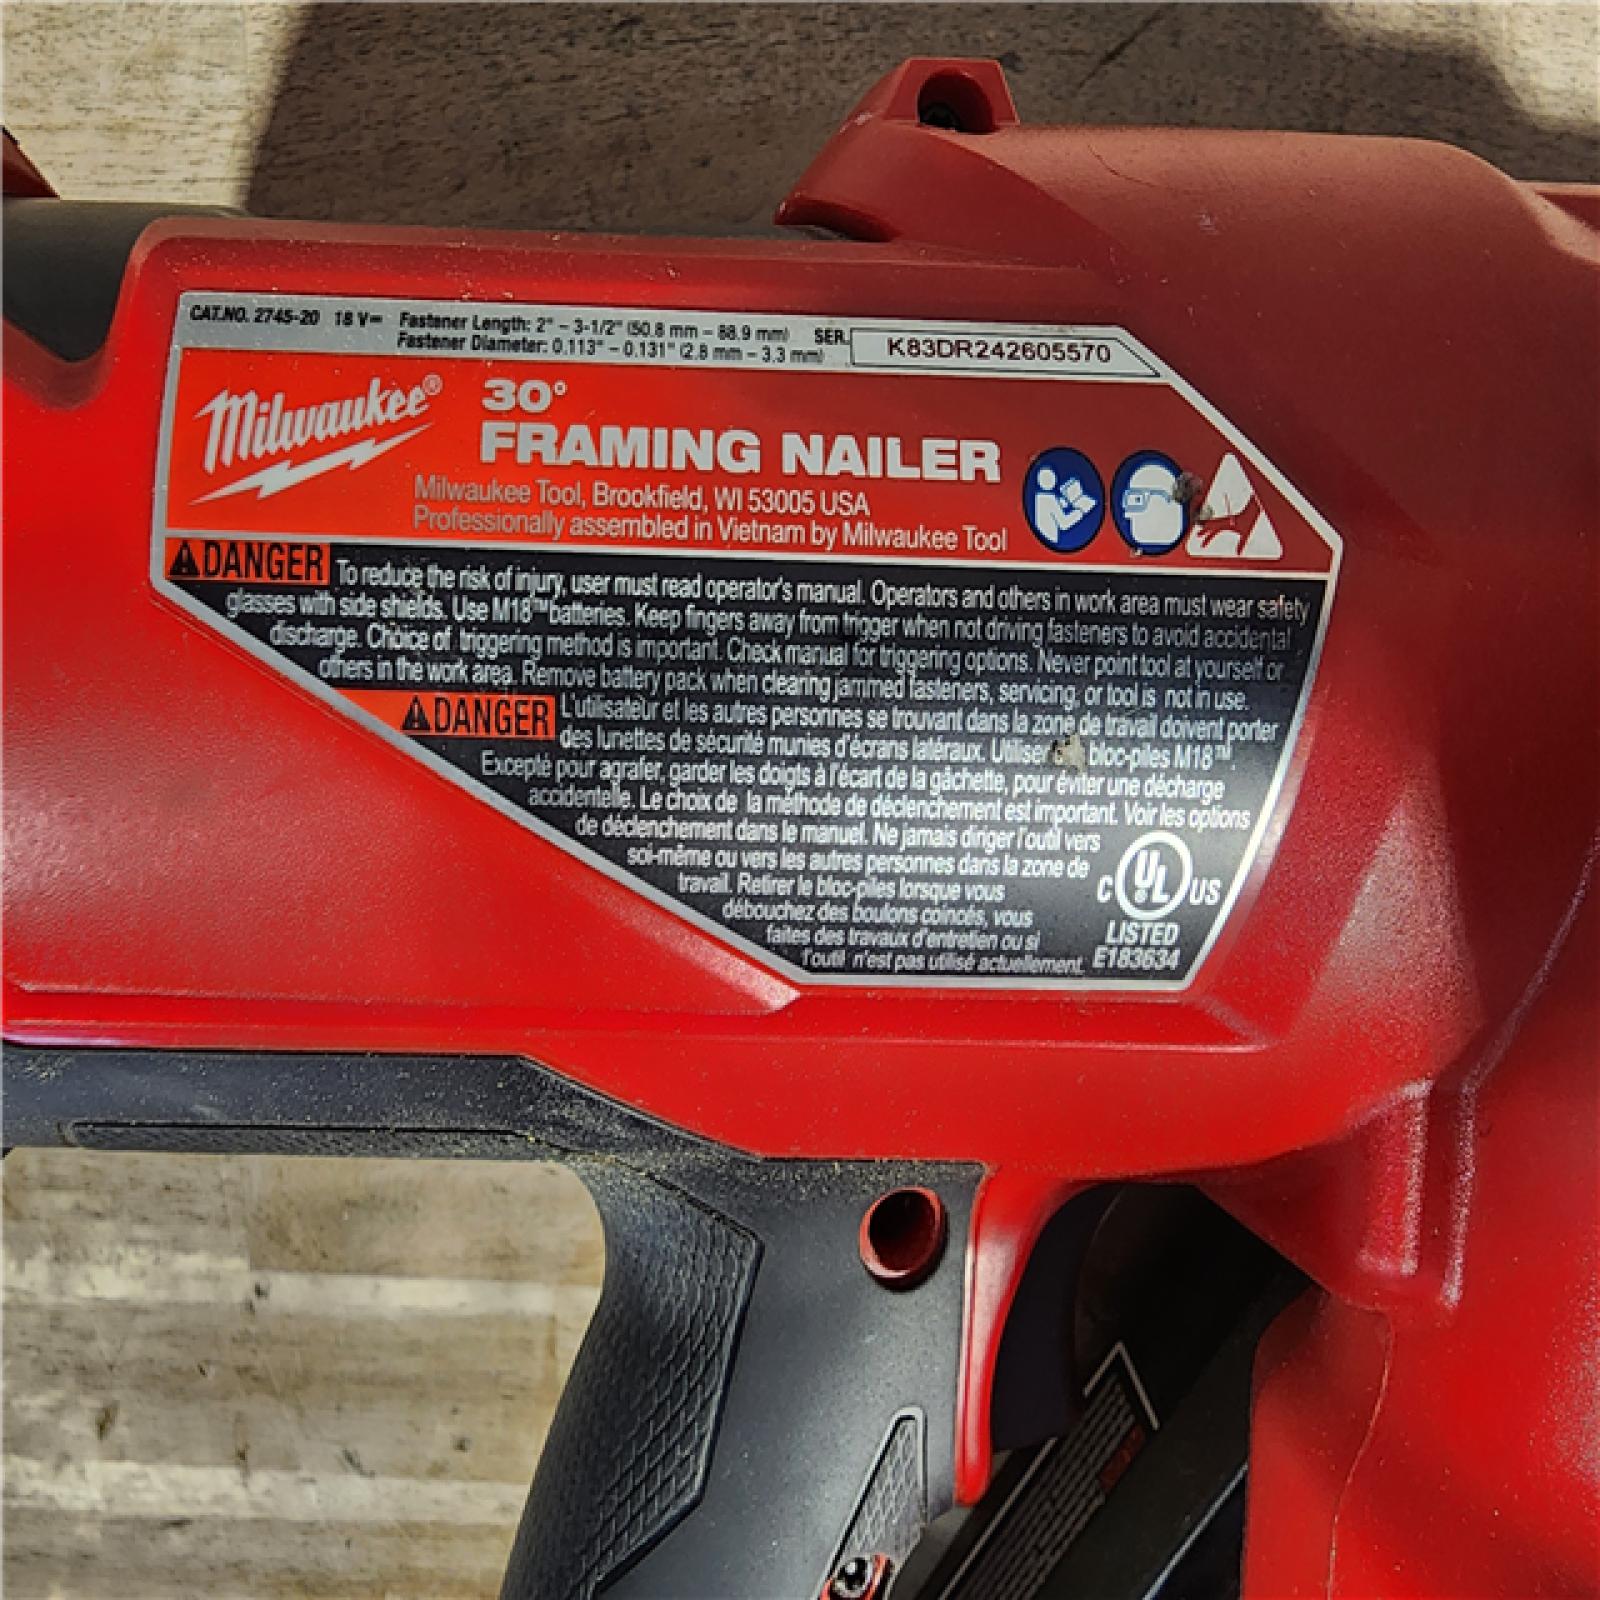 CAT.NO. 2745-20 18 V⎓ Fastener Length: 2" – 3-1/2" (50.8 mm – 88.9 mm) SER. K83DR242605570
Fastener Diameter: 0.113" – 0.131" (2.8 mm – 3.3 mm)
Milwaukee®
30°
FRAMING NAILER
Milwaukee Tool, Brookfield, WI 53005 USA
Professionally assembled in Vietnam by Milwaukee Tool
⚠DANGER To reduce the risk of injury, user must read operator's manual. Operators and others in work area must wear safety
glasses with side shields. Use M18™ batteries. Keep fingers away from trigger when not driving fasteners to avoid accidental
discharge. Choice of triggering method is important. Check manual for triggering options. Never point tool at yourself or
others in the work area. Remove battery pack when clearing jammed fasteners, servicing, or tool is not in use.
⚠DANGER L'utilisateur et les autres personnes se trouvant dans la zone de travail doivent porter
des lunettes de sécurité munies d'écrans latéraux. Utiser bloc-piles M18™.
Excepté pour agrafer, garder les doigts à l'écart de la gâchette, pour éviter une décharge
accidentelle. Le choix de la méthode de déclenchement est important. Voir les options
de déclenchement dans le manuel. Ne jamais diriger l'outil vers
soi-même ou vers les autres personnes dans la zone de
travail. Retirer le bloc-piles lorsque vous
débouchez des boulons coincés, vous
faites des travaux d'entretien ou si
l'outil n'est pas utilisé actuellement.
C UL US
LISTED
E183634